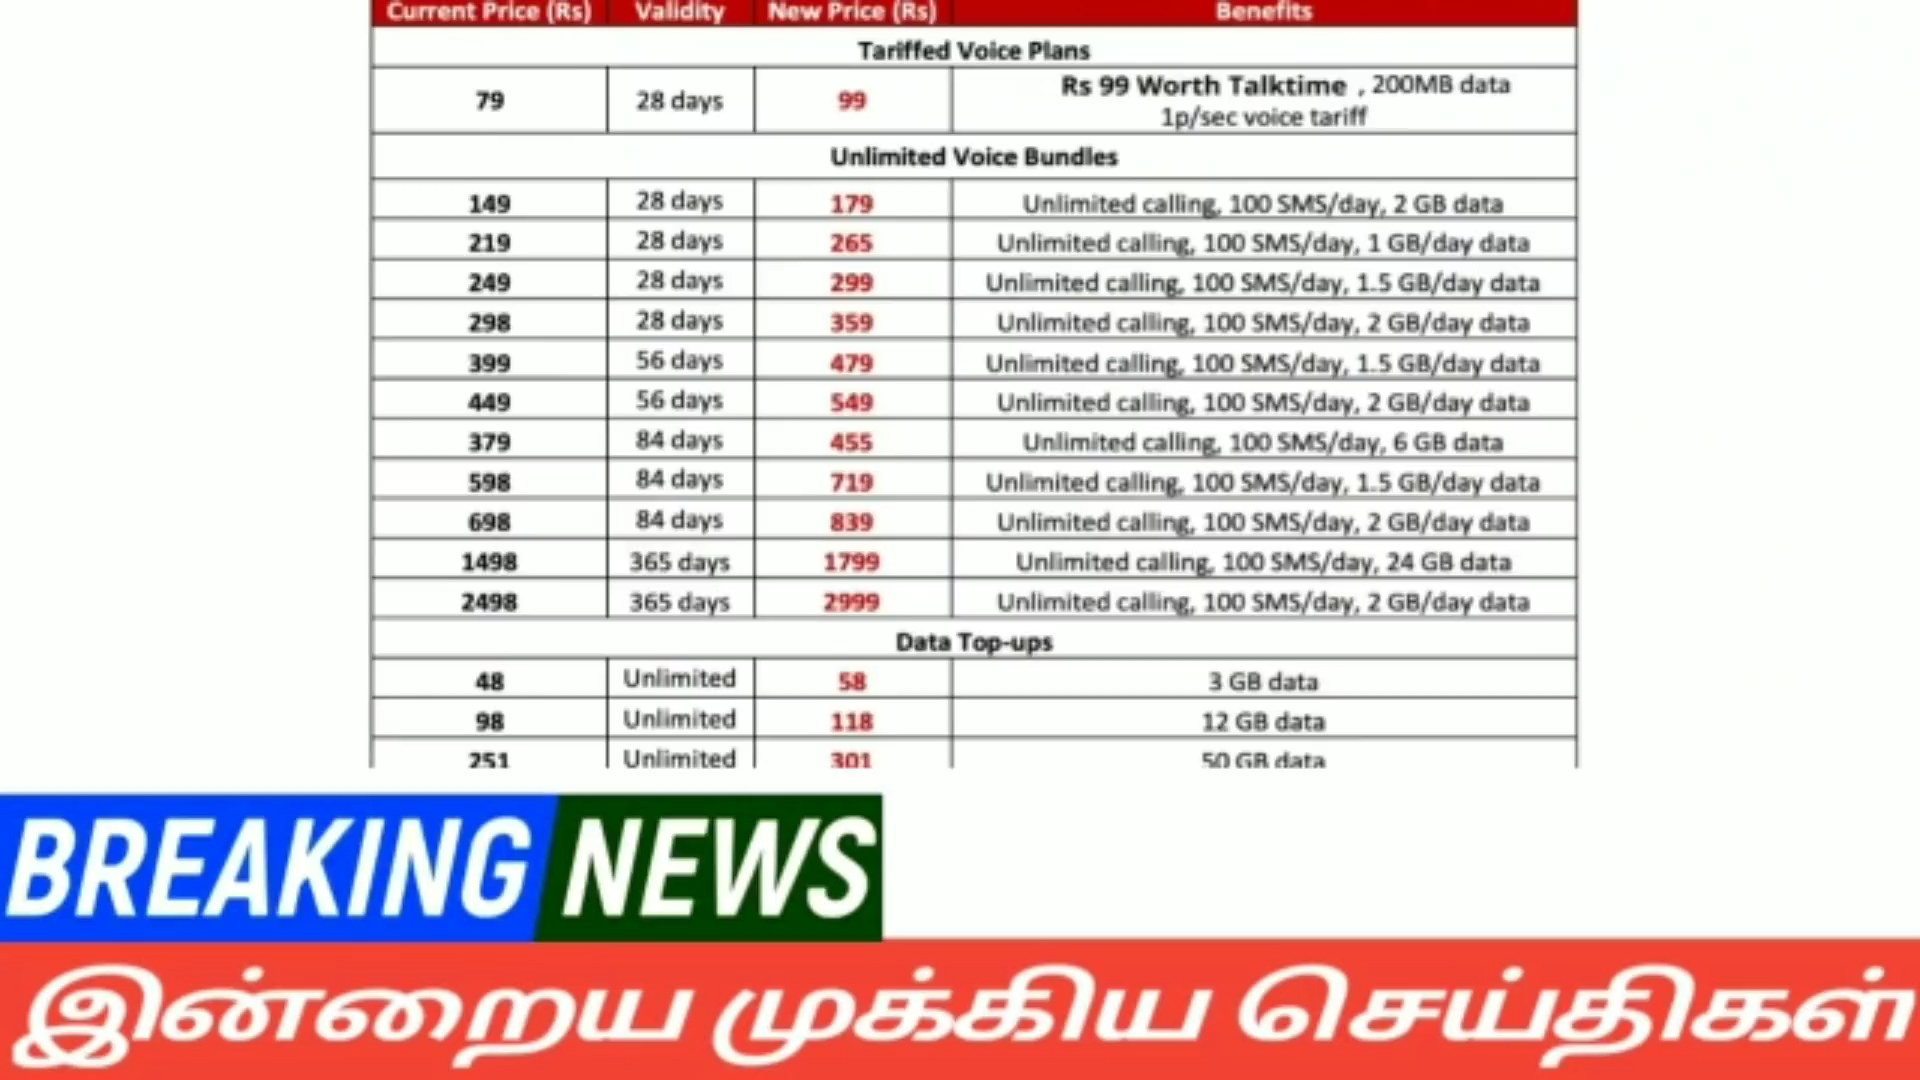 Current Price (Rs) Validity New Price (Rs) Benefits
Tariffed Voice Plans
79 28 days 99 Rs 99 Worth Talktime , 200MB data
1p/sec voice tariff
Unlimited Voice Bundles
149 28 days 179 Unlimited calling, 100 SMS/day, 2 GB data
219 28 days 265 Unlimited calling, 100 SMS/day, 1 GB/day data
249 28 days 299 Unlimited calling, 100 SMS/day, 1.5 GB/day data
298 28 days 359 Unlimited calling, 100 SMS/day, 2 GB/day data
399 56 days 479 Unlimited calling, 100 SMS/day, 1.5 GB/day data
449 56 days 549 Unlimited calling, 100 SMS/day, 2 GB/day data
379 84 days 455 Unlimited calling, 100 SMS/day, 6 GB data
598 84 days 719 Unlimited calling, 100 SMS/day, 1.5 GB/day data
698 84 days 839 Unlimited calling, 100 SMS/day, 2 GB/day data
1498 365 days 1799 Unlimited calling, 100 SMS/day, 24 GB data
2498 365 days 2999 Unlimited calling, 100 SMS/day, 2 GB/day data
Data Top-ups
48 Unlimited 58 3 GB data
98 Unlimited 118 12 GB data
251 Unlimited 301 50 GB data
BREAKING NEWS
இன்றைய முக்கிய செய்திகள்